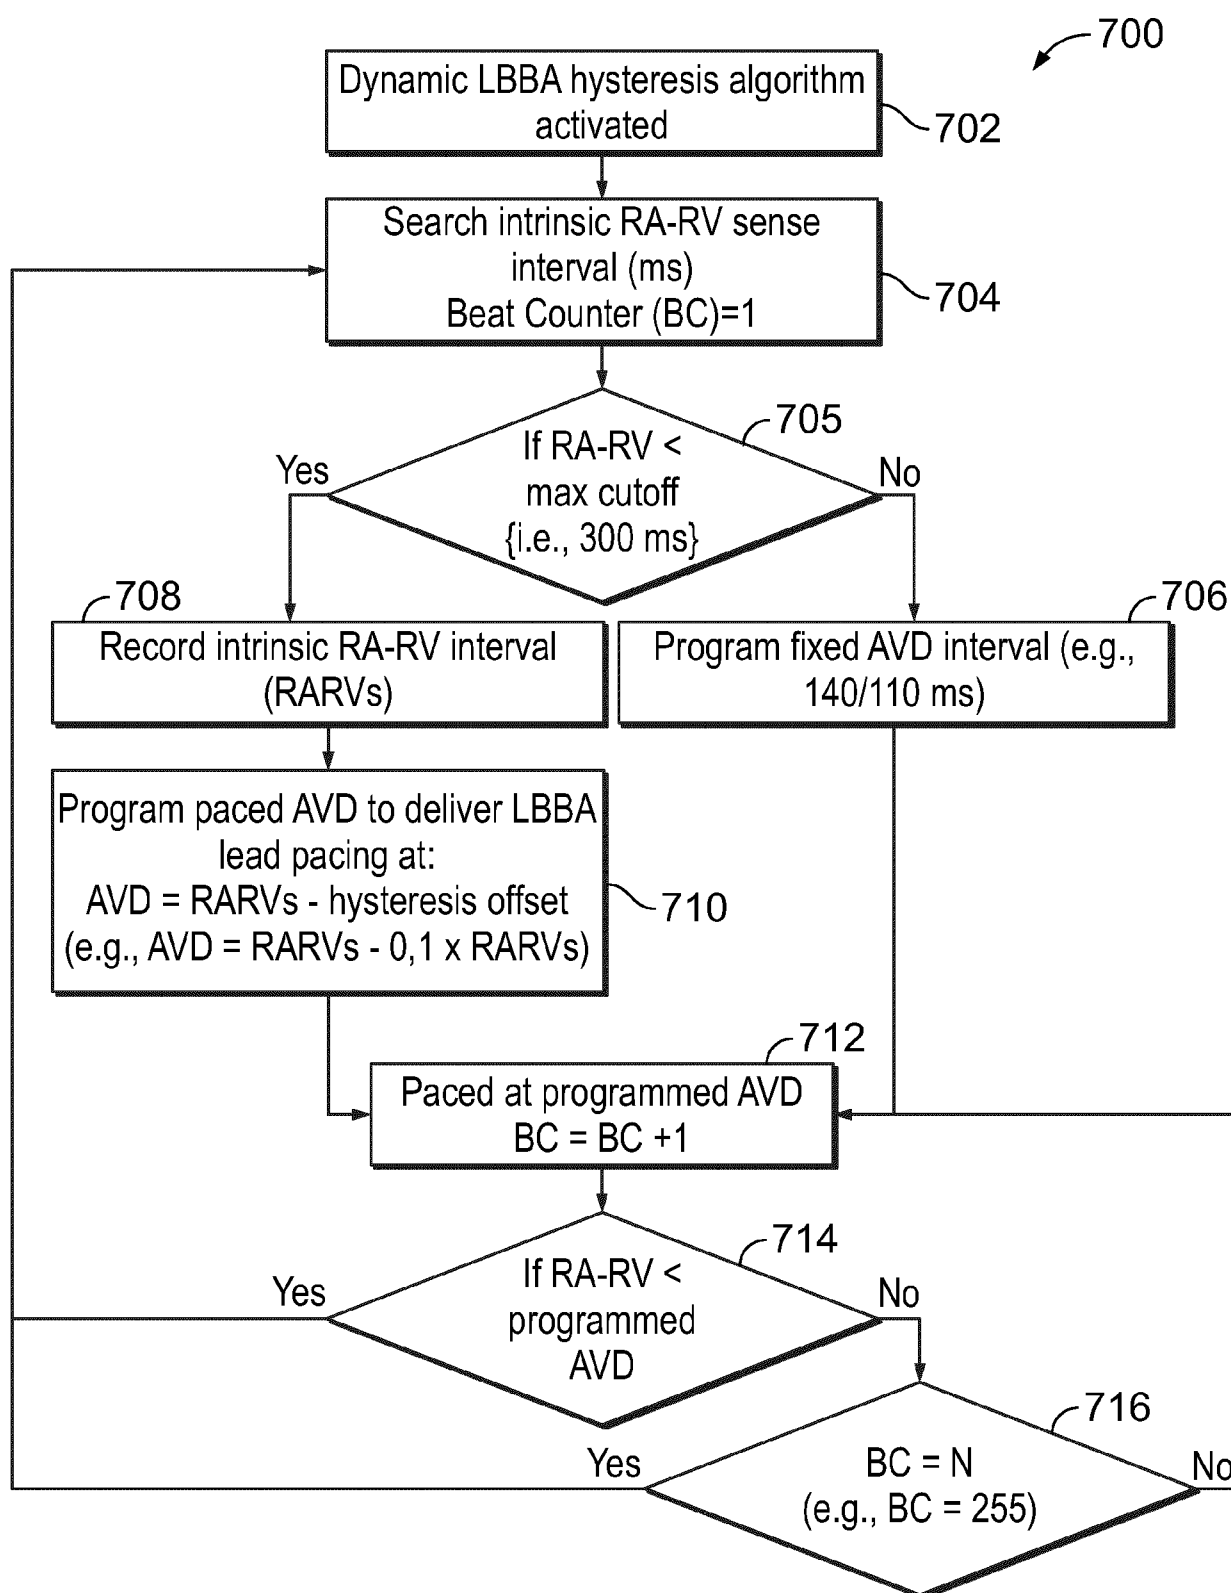 700
Dynamic LBBA hysteresis algorithm
activated
702
Search intrinsic RA-RV sense
interval (ms)
Beat Counter (BC)=1
704
705
If RA-RV <
max cutoff
{i.e., 300 ms}
Yes
No
708
Record intrinsic RA-RV interval
(RARVs)
706
Program fixed AVD interval (e.g.,
140/110 ms)
Program paced AVD to deliver LBBA
lead pacing at:
AVD = RARVs - hysteresis offset
(e.g., AVD = RARVs - 0,1 x RARVs)
710
712
Paced at programmed AVD
BC = BC +1
714
If RA-RV <
programmed
AVD
Yes
No
716
BC = N
(e.g., BC = 255)
Yes
No